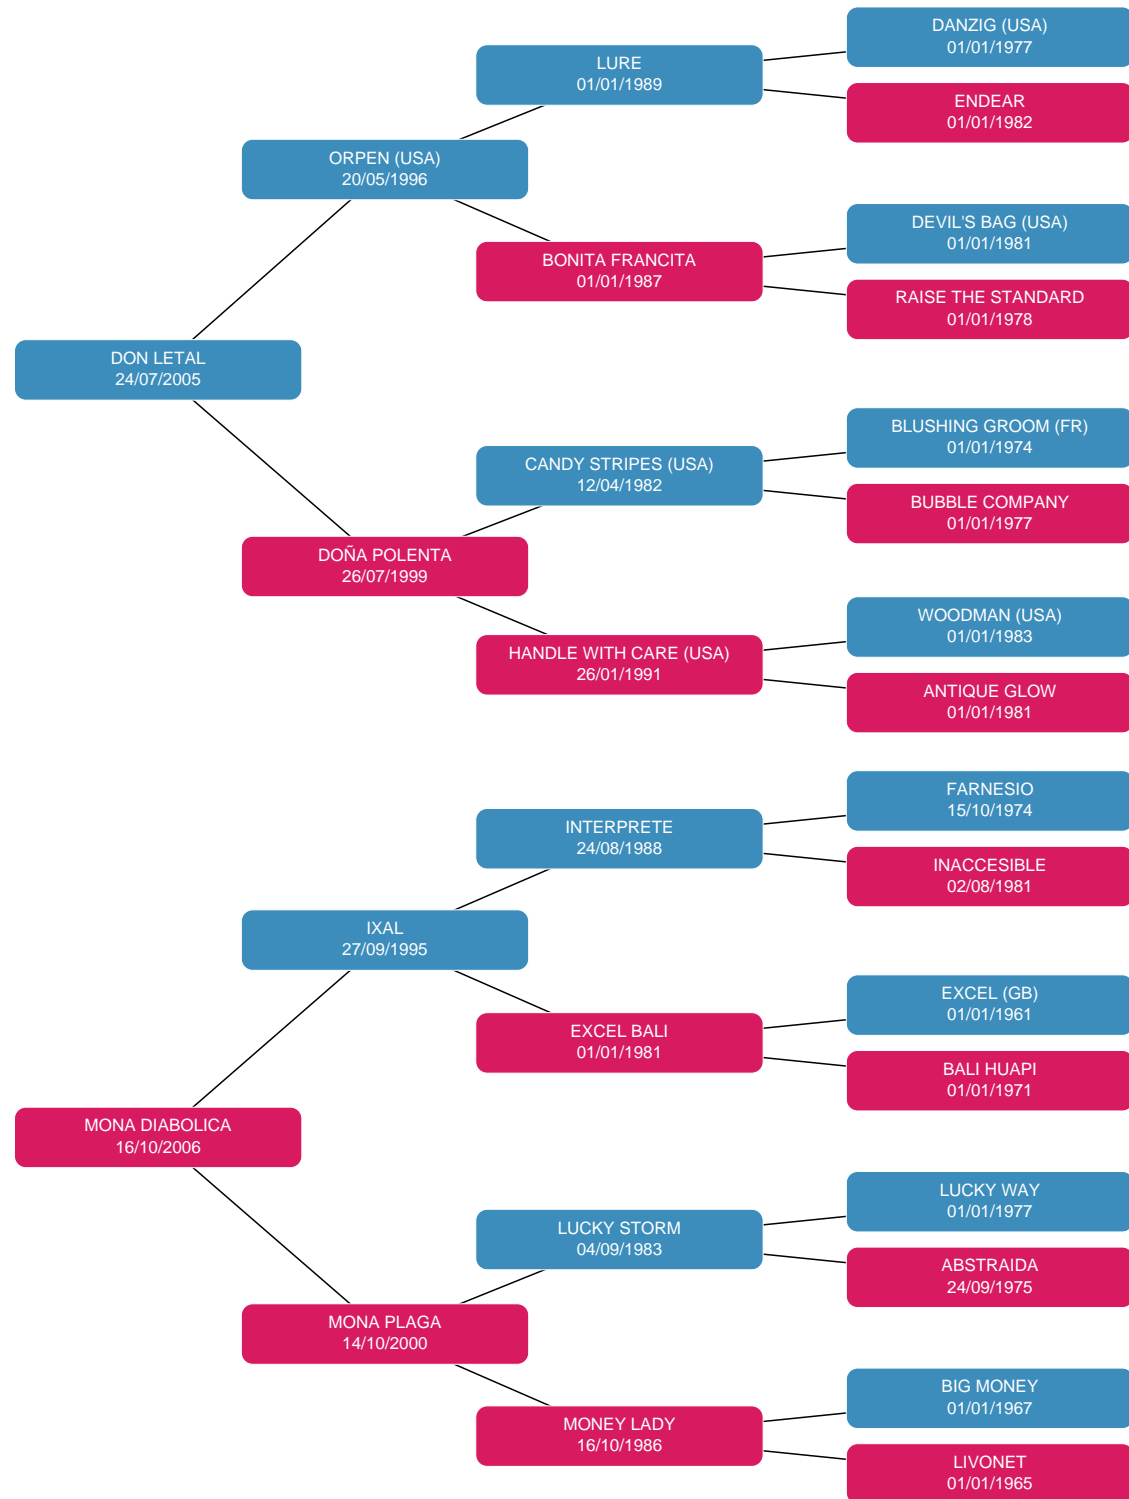 DANZIG (USA)
01/01/1977
LURE
01/01/1989
ENDEAR
01/01/1982
ORPEN (USA)
20/05/1996
DEVIL'S BAG (USA)
01/01/1981
BONITA FRANCITA
01/01/1987
RAISE THE STANDARD
01/01/1978
DON LETAL
24/07/2005
BLUSHING GROOM (FR)
01/01/1974
CANDY STRIPES (USA)
12/04/1982
BUBBLE COMPANY
01/01/1977
DOÑA POLENTA
26/07/1999
WOODMAN (USA)
01/01/1983
HANDLE WITH CARE (USA)
26/01/1991
ANTIQUE GLOW
01/01/1981
FARNESIO
15/10/1974
INTERPRETE
24/08/1988
INACCESIBLE
02/08/1981
IXAL
27/09/1995
EXCEL (GB)
01/01/1961
EXCEL BALI
01/01/1981
BALI HUAPI
01/01/1971
MONA DIABOLICA
16/10/2006
LUCKY WAY
01/01/1977
LUCKY STORM
04/09/1983
ABSTRAIDA
24/09/1975
MONA PLAGA
14/10/2000
BIG MONEY
01/01/1967
MONEY LADY
16/10/1986
LIVONET
01/01/1965